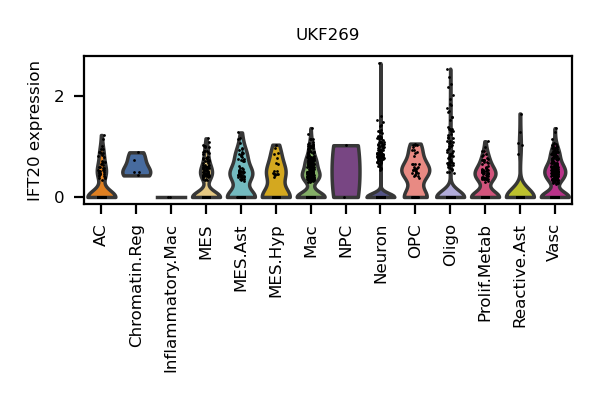 UKF269
IFT20 expression
2
0
AC
Chromatin.Reg
Inflammatory.Mac
MES
MES.Ast
MES.Hyp
Mac
NPC
Neuron
OPC
Oligo
Prolif.Metab
Reactive.Ast
Vasc